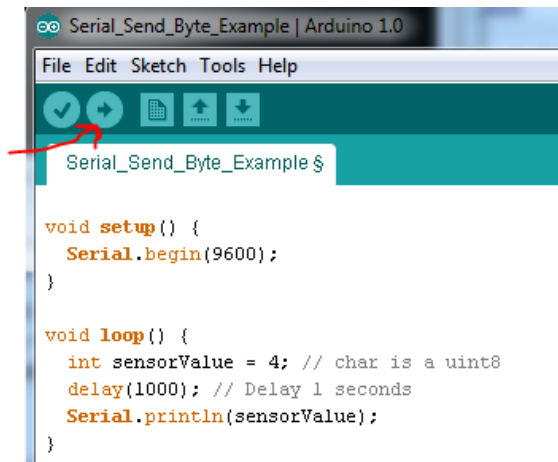 Serial_Send_Byte_Example | Arduino 1.0
File Edit Sketch Tools Help
Serial_Send_Byte_Example §
void setup() {
  Serial.begin(9600);
}

void loop() {
  int sensorValue = 4; // char is a uint8
  delay(1000); // Delay 1 seconds
  Serial.println(sensorValue);
}